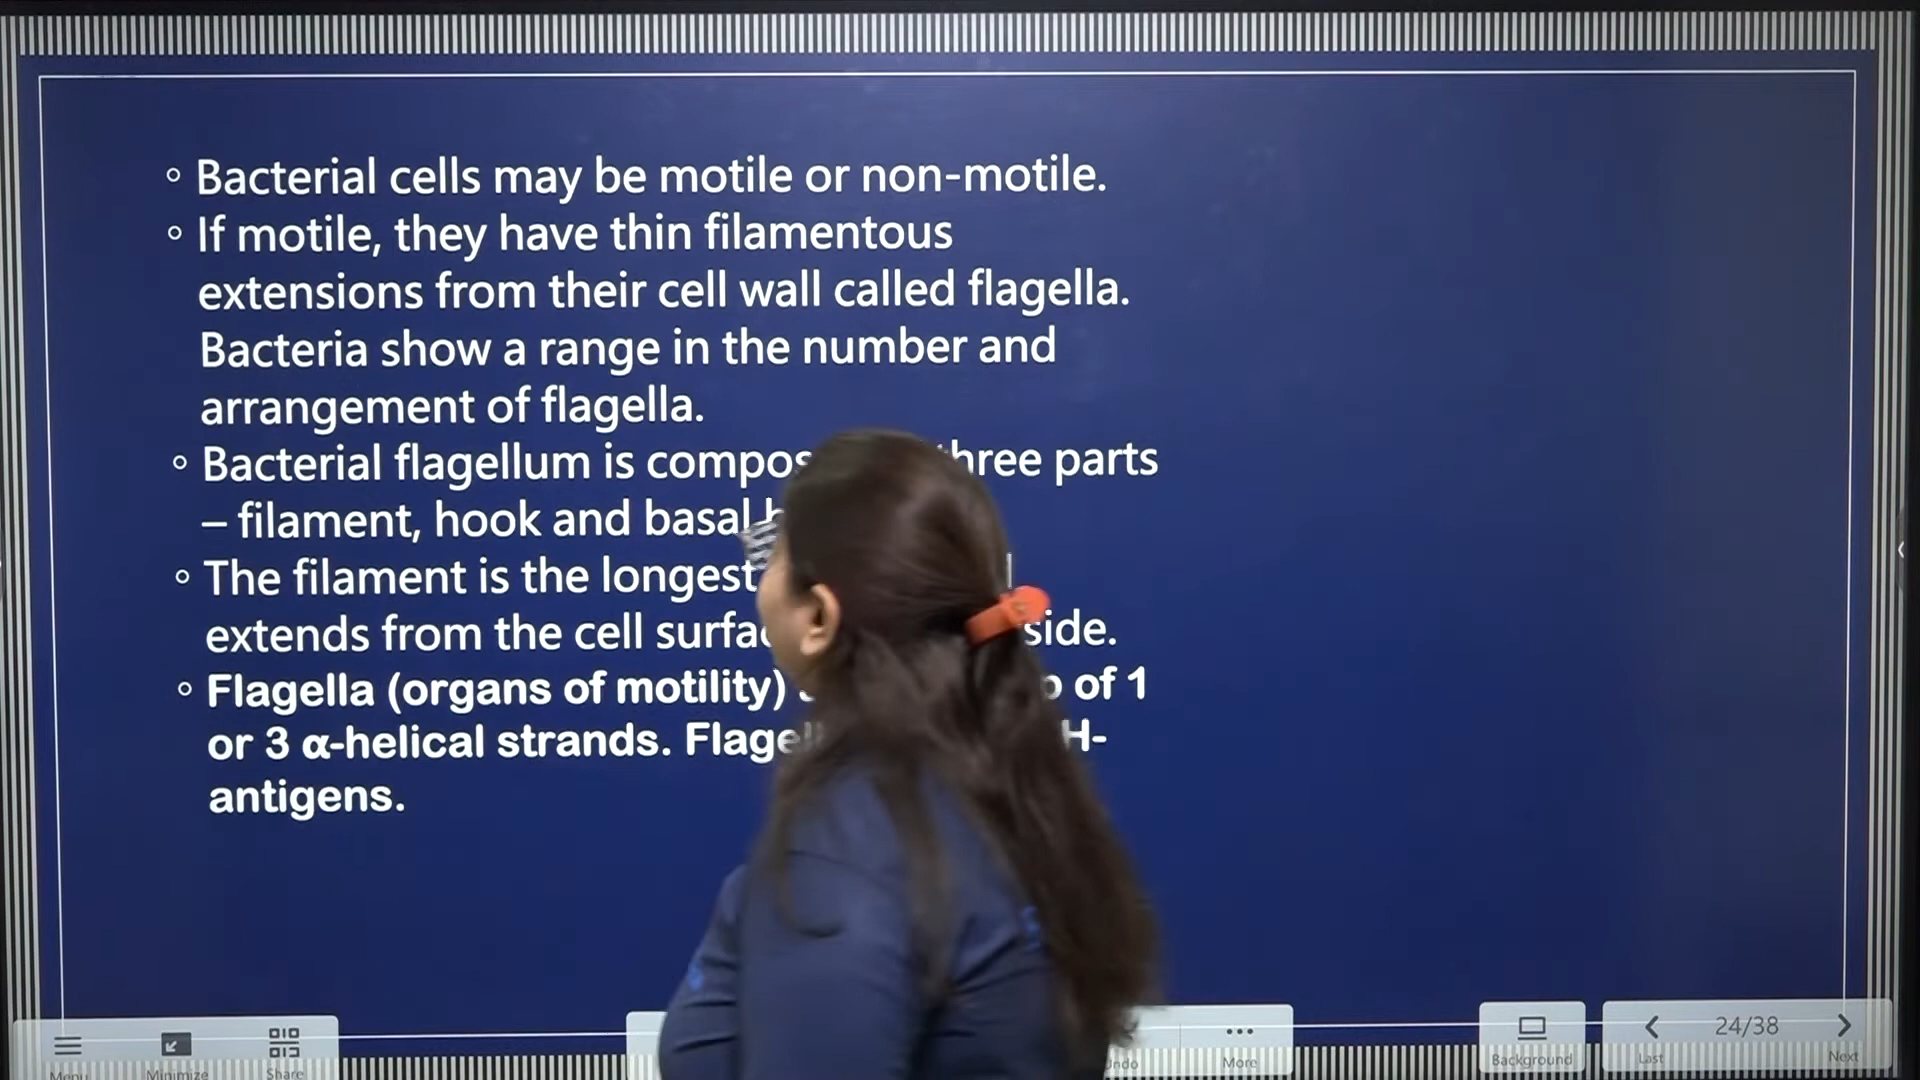 ◦ Bacterial cells may be motile or non-motile.
◦ If motile, they have thin filamentous
extensions from their cell wall called flagella.
Bacteria show a range in the number and
arrangement of flagella.
◦ Bacterial flagellum is three parts
– filament, hook and basal
◦ The filament is the longest
extends from the cell side.
◦ Flagella (organs of motility) of 1
or 3 α-helical strands. H-
antigens.
Menu Minimize Share Undo More Background Last 24/38 Next